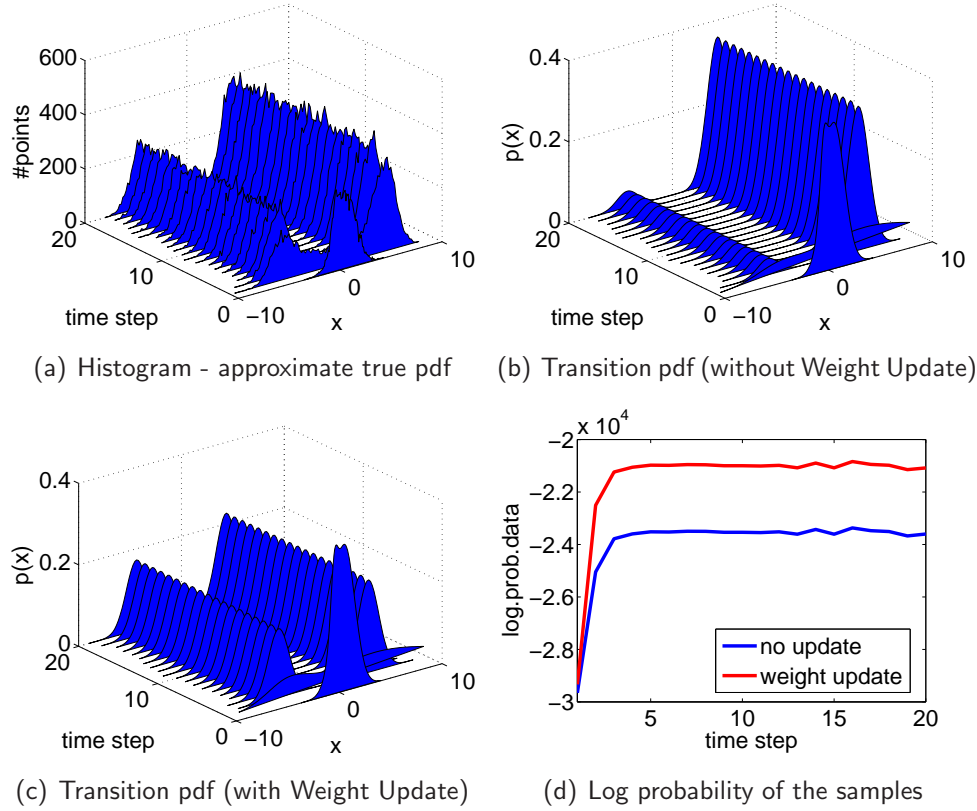 600
400
200
0
#points
20
10
0
time step
−10
0
10
x
(a) Histogram - approximate true pdf
0.4
0.2
0
p(x)
20
10
0
time step
−10
0
10
x
(b) Transition pdf (without Weight Update)
0.4
0.2
0
p(x)
20
10
0
time step
−10
0
10
x
(c) Transition pdf (with Weight Update)
x 10^4
−2
−2.2
−2.4
−2.6
−2.8
−3
log.prob.data
no update
weight update
5
10
15
20
time step
(d) Log probability of the samples